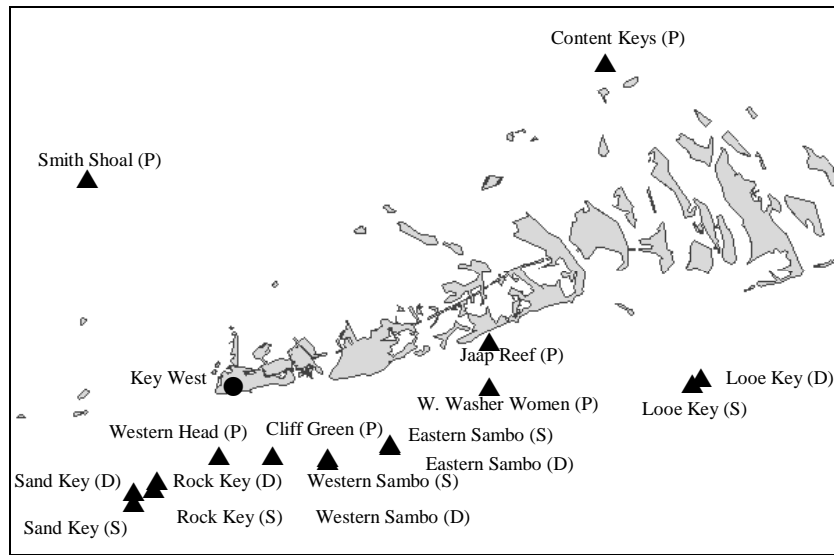 Content Keys (P)
Smith Shoal (P)
Jaap Reef (P)
Key West
Looe Key (D)
W. Washer Women (P)
Looe Key (S)
Western Head (P)
Cliff Green (P)
Eastern Sambo (S)
Eastern Sambo (D)
Sand Key (D)
Rock Key (D)
Western Sambo (S)
Sand Key (S)
Rock Key (S)
Western Sambo (D)